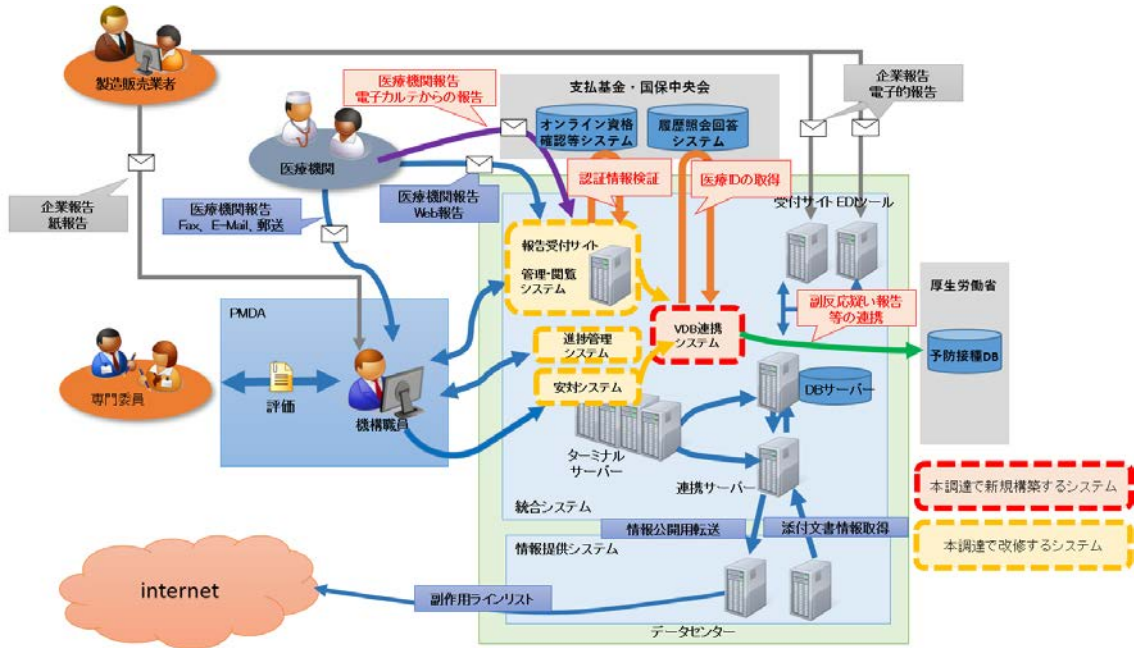 製造販売業者
医療機関報告
電子カルテからの報告
支払基金・国保中央会
オンライン資格
確認等システム
履歴照会回答
システム
企業報告
電子的報告
医療機関
企業報告
紙報告
医療機関報告
Fax、E-Mail、郵送
医療機関報告
Web報告
認証情報検証
医療IDの取得
受付サイト EDIツール
報告受付サイト
管理・閲覧
システム
PMDA
進捗管理
システム
安対システム
VDB連携
システム
副反応疑い報告
等の連携
厚生労働省
予防接種DB
専門委員
評価
機構職員
DBサーバー
ターミナル
サーバー
連携サーバー
統合システム
本調達で新規構築するシステム
本調達で改修するシステム
情報公開用転送
添付文書情報取得
情報提供システム
internet
副作用ラインリスト
データセンター